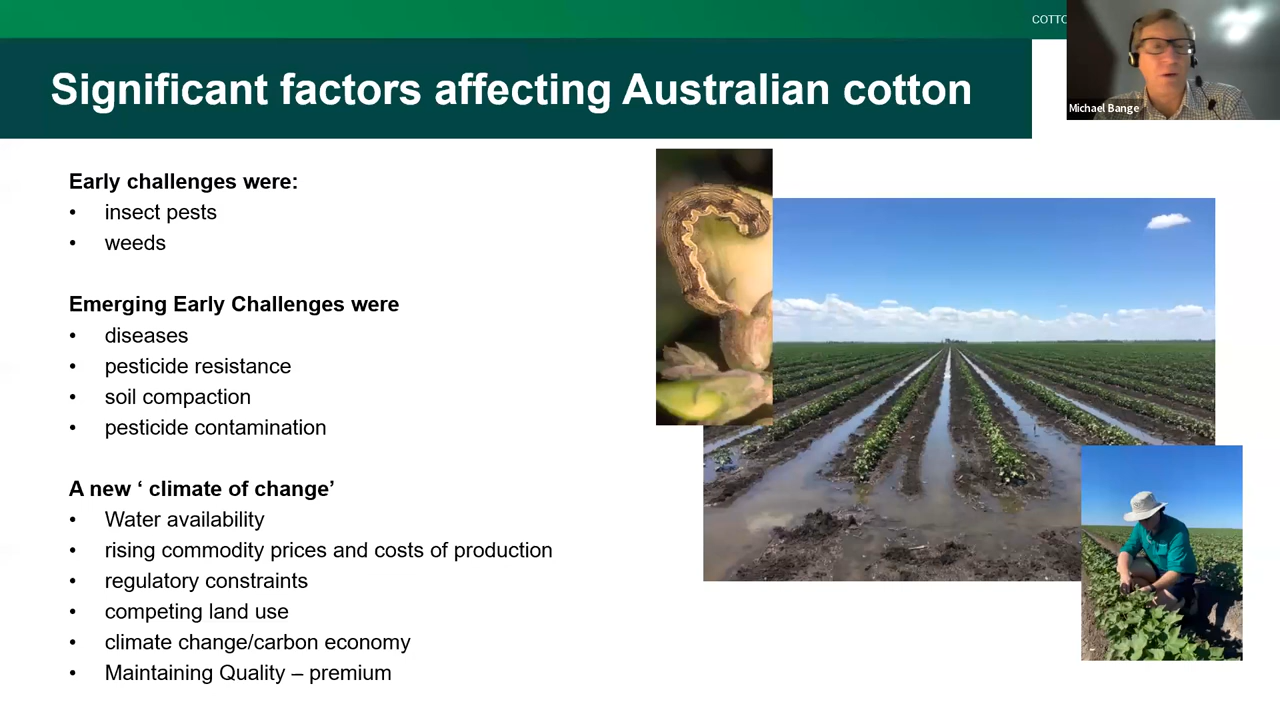 COTTO
Significant factors affecting Australian cotton
Michael Bange
Early challenges were:
• insect pests
• weeds
Emerging Early Challenges were
• diseases
• pesticide resistance
• soil compaction
• pesticide contamination
A new ‘ climate of change’
• Water availability
• rising commodity prices and costs of production
• regulatory constraints
• competing land use
• climate change/carbon economy
• Maintaining Quality – premium